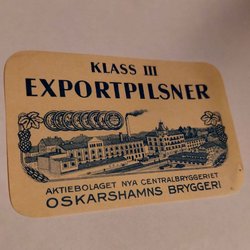 KLASS III
EXPORTPILSNER
AKTIEBOLAGET NYA CENTRALBRYGGERIET
OSKARSHAMNS BRYGGERI